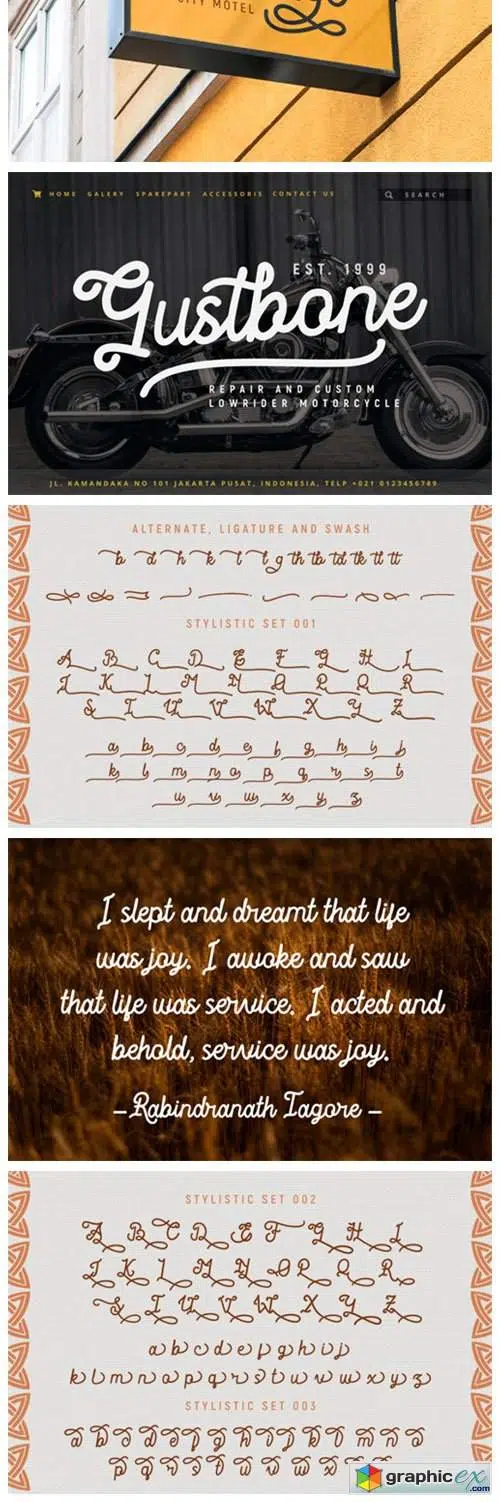 CITY MOTEL
HOME GALERY SPAREPART ACCESSORIS CONTACT US SEARCH
EST. 1999
Gustbone
REPAIR AND CUSTOM
LOWRIDER MOTORCYCLE
JL. KAMANDAKA NO 101 JAKARTA PUSAT, INDONESIA, TELP +021 0123456789
ALTERNATE, LIGATURE AND SWASH
b d h k l t l g th tb td tk tl tt
STYLISTIC SET 001
A B C D E F G H I
J K L M N O P Q R
S T U V W X Y Z
a b c d e f g h i j
k l m n o p q r s t
u v w x y z
I slept and dreamt that life
was joy. I awoke and saw
that life was service. I acted and
behold, service was joy.
– Rabindranath Tagore –
STYLISTIC SET 002
A B C D E F G H I
J K L M N O P Q R
S T U V W X Y Z
a b c d e f g h i j
k l m n o p q r s t u v w x y z
STYLISTIC SET 003
graphicex.com